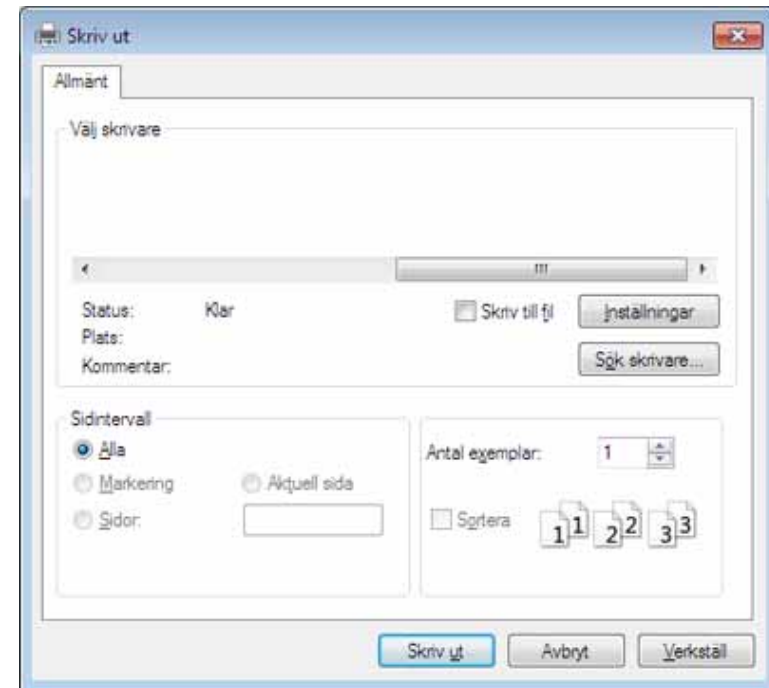 Skriv ut
Allmänt
Välj skrivare
Status: Klar
Skriv till fil
Inställningar
Plats:
Kommentar:
Sök skrivare...
Sidintervall
Alla
Markering
Aktuell sida
Sidor:
Antal exemplar: 1
Sortera
1 1 2 2 3 3
Skriv ut
Avbryt
Verkställ